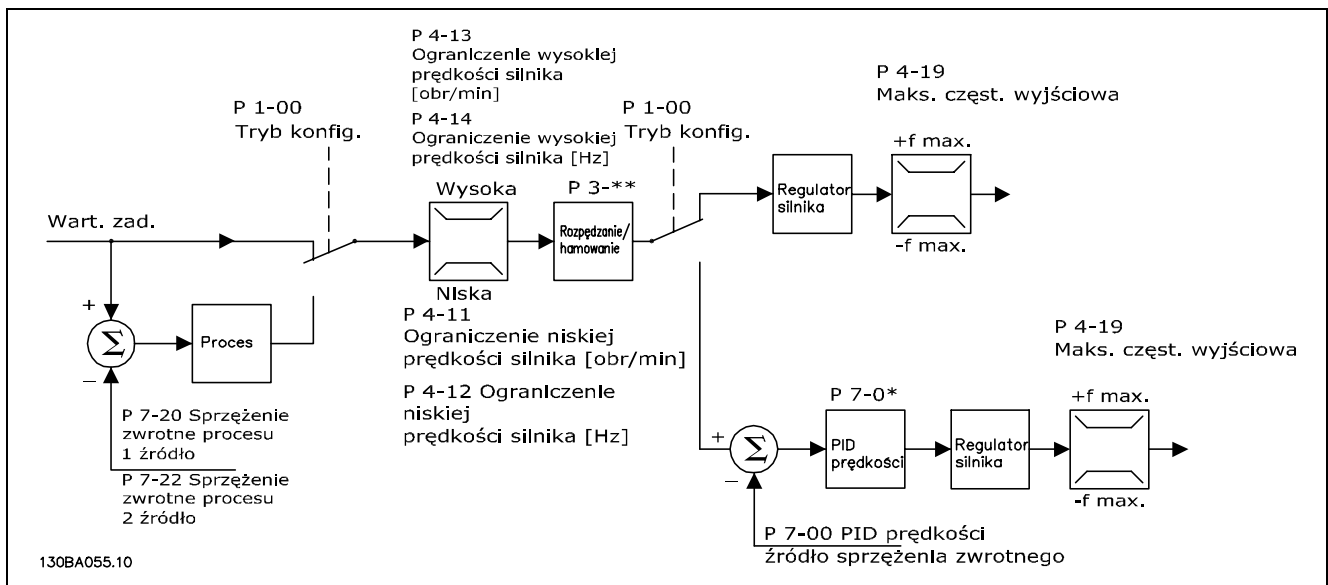 P 4-13
Ograniczenie wysokiej
prędkości silnika
[obr/min]
P 4-14
Ograniczenie wysokiej
prędkości silnika [Hz]
P 4-19
Maks. częst. wyjściowa
P 1-00
Tryb konfig.
P 1-00
Tryb konfig.
+f max.
Wysoka
P 3-**
Regulator
silnika
Wart. zad.
Rozpędzanie/
hamowanie
-f max.
Niska
+
Σ
−
Proces
P 4-11
Ograniczenie niskiej
prędkości silnika [obr/min]
P 4-12 Ograniczenie
niskiej
prędkości silnika [Hz]
P 4-19
Maks. częst. wyjściowa
P 7-20 Sprzężenie
zwrotne procesu
1 źródło
P 7-22 Sprzężenie
zwrotne procesu
2 źródło
P 7-0*
+f max.
+
Σ
−
PID
prędkości
Regulator
silnika
-f max.
P 7-00 PID prędkości
źródło sprzężenia zwrotnego
130BA055.10